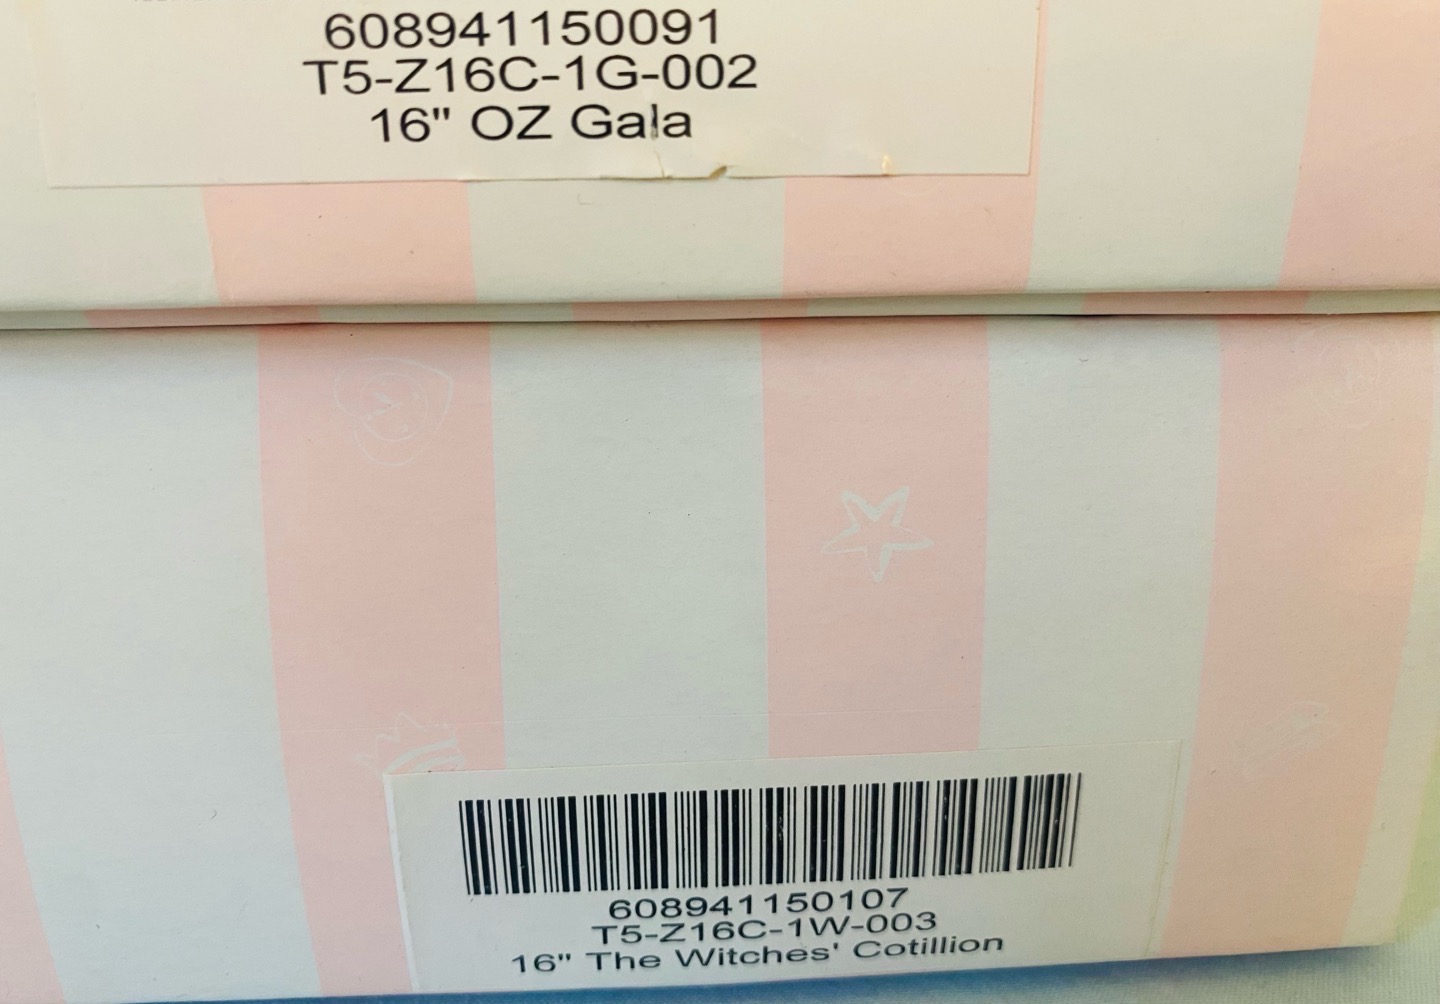 608941150091
T5-Z16C-1G-002
16" OZ Gala
608941150107
T5-Z16C-1W-003
16" The Witches' Cotillion